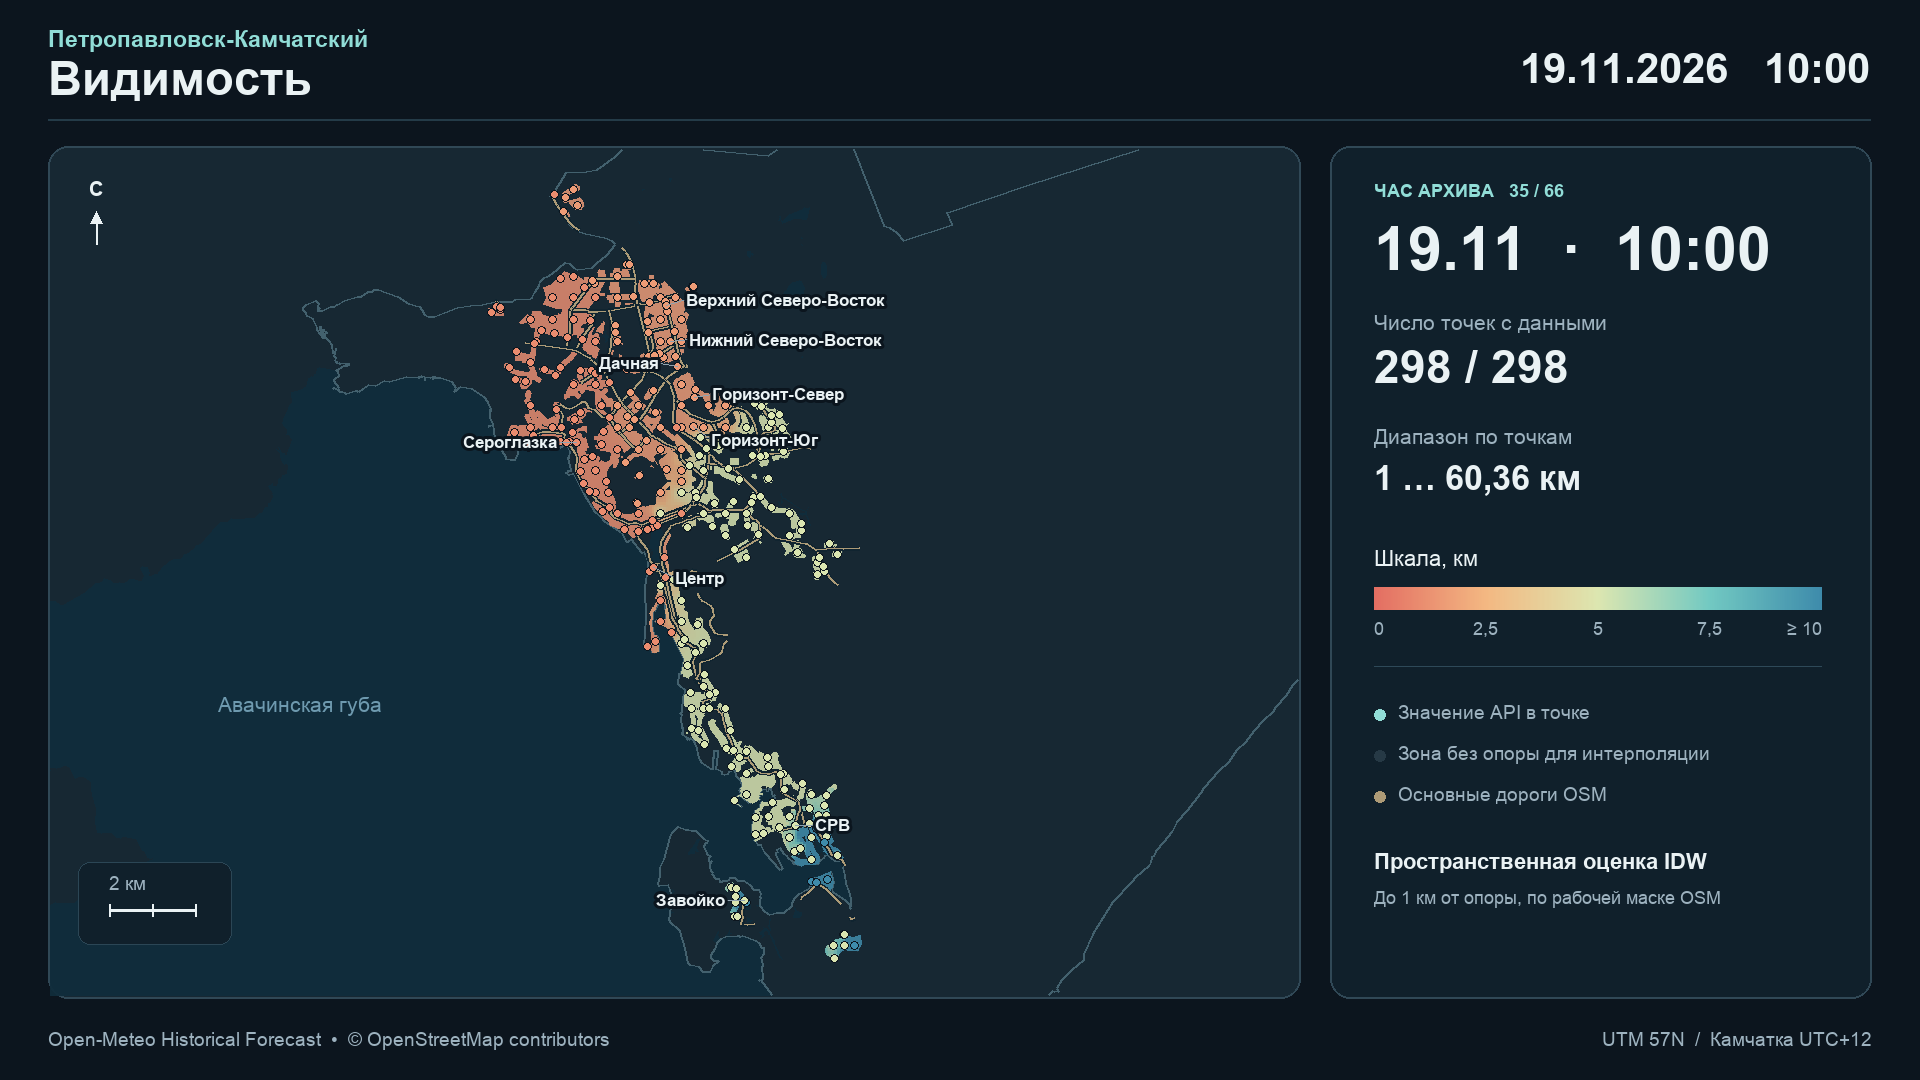 Петропавловск-Камчатский
Видимость
19.11.2026 10:00
С
Верхний Северо-Восток
Нижний Северо-Восток
Дачная
Горизонт-Север
Горизонт-Юг
Сероглазка
Центр
Авачинская губа
СРВ
Завойко
2 км
ЧАС АРХИВА 35 / 66
19.11 · 10:00
Число точек с данными
298 / 298
Диапазон по точкам
1 … 60,36 км
Шкала, км
0 2,5 5 7,5 ≥ 10
Значение API в точке
Зона без опоры для интерполяции
Основные дороги OSM
Пространственная оценка IDW
До 1 км от опоры, по рабочей маске OSM
Open-Meteo Historical Forecast • © OpenStreetMap contributors
UTM 57N / Камчатка UTC+12